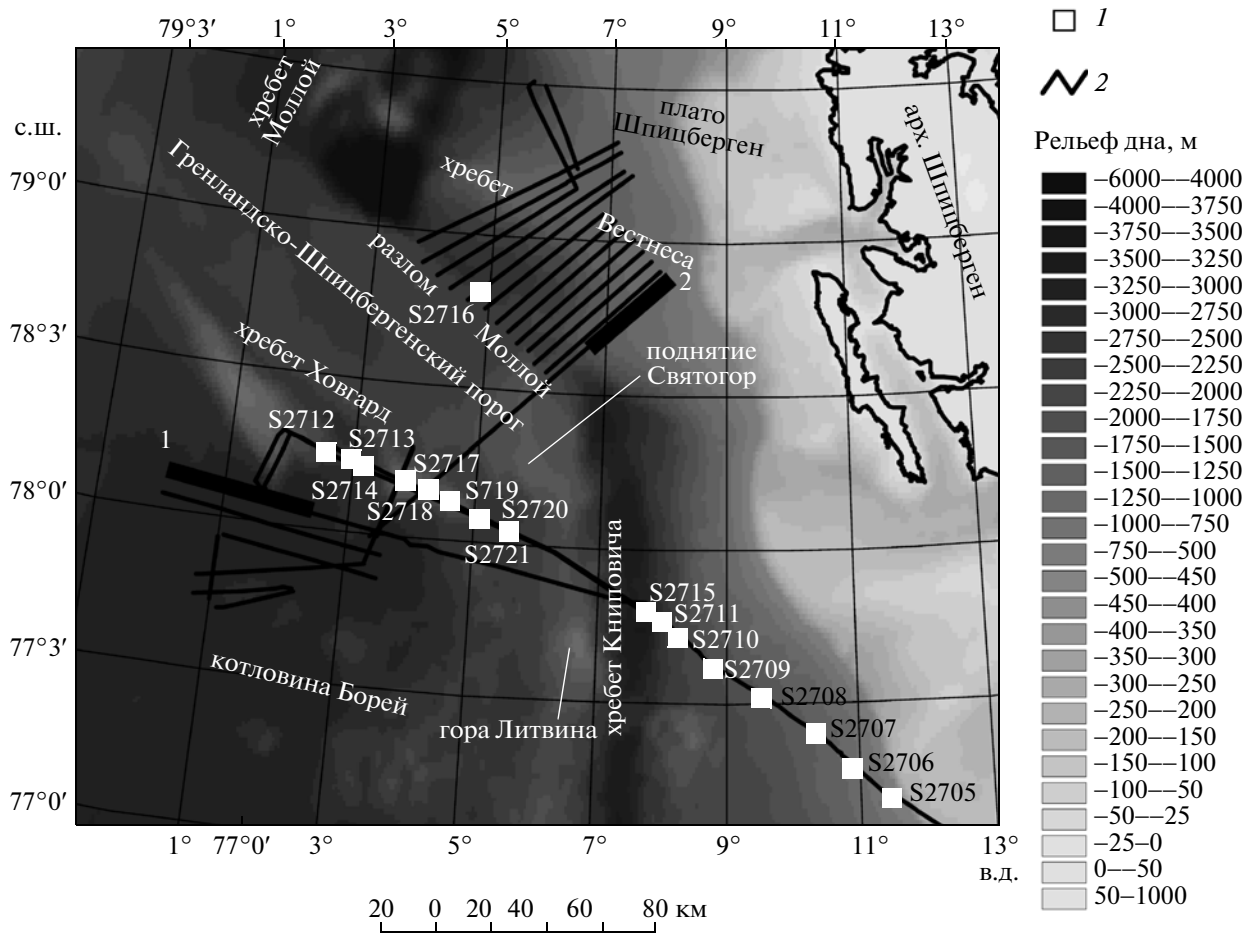 79°3′ 1° 3° 5° 7° 11° 13°
с.ш.
79°0′
78°5′
78°0′
77°5′
77°0′
1° 77°0′ 3° 5° 7° 9° 11° 13°
в.д.
хребет
Моллой
плато
Шпицберген
арх. Шпицберген
Гренландско-Шпицбергенский порог
хребет
Вестнеса
разлом
Моллой
2
S2716
поднятие
Святогор
хребет Ховгард
1
S2712
S2713
S2714
S2717
S2718
S719
S2720
S2721
S2715
S2711
S2710
S2709
S2708
S2707
S2706
S2705
хребет Книповича
котловина Борей
гора Литвина
20 0 20 40 60 80 км
1
2
Рельеф дна, м
–6000––4000
–4000––3750
–3750––3500
–3500––3250
–3250––3000
–3000––2750
–2750––2500
–2500––2250
–2250––2000
–2000––1750
–1750––1500
–1500––1250
–1250––1000
–1000––750
–750––500
–500––450
–450––400
–400––350
–350––300
–300––250
–250––200
–200––150
–150––100
–100––50
–50––25
–25–0
0––50
50–1000